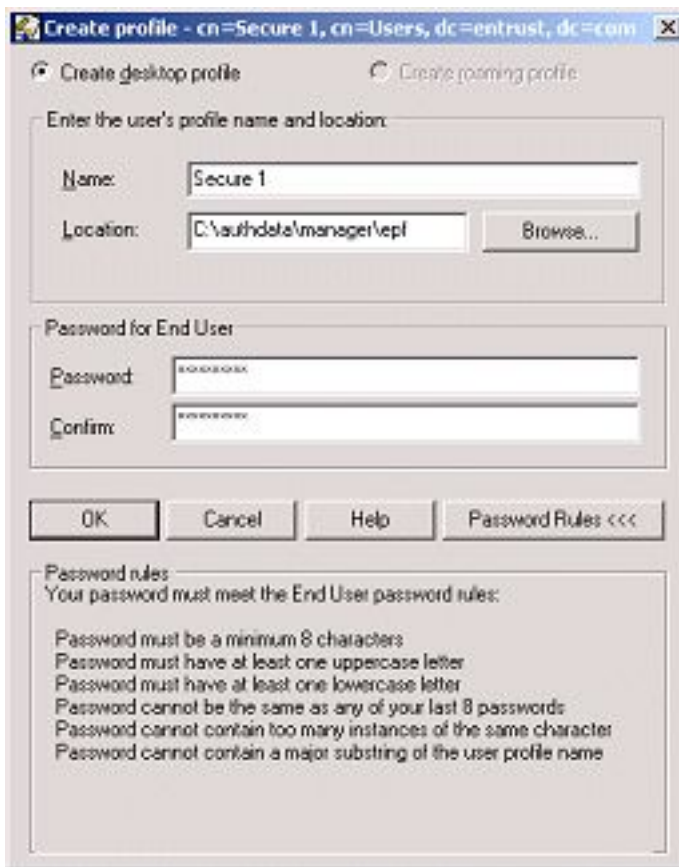 Create profile - cn=Secure 1, cn=Users, dc=entrust, dc=com
Create desktop profile
Create roaming profile
Enter the user's profile name and location:
Name:
Secure 1
Location:
C:\authdata\manager\epf
Browse...
Password for End User
Password:
********
Confirm:
********
OK
Cancel
Help
Password Rules <<<
Password rules
Your password must meet the End User password rules:
Password must be a minimum 8 characters
Password must have at least one uppercase letter
Password must have at least one lowercase letter
Password cannot be the same as any of your last 8 passwords
Password cannot contain too many instances of the same character
Password cannot contain a major substring of the user profile name